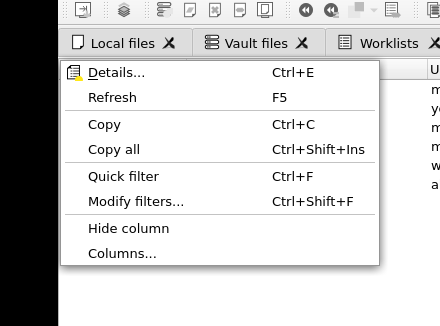 Local files Vault files Worklists
Details... Ctrl+E
Refresh F5
Copy Ctrl+C
Copy all Ctrl+Shift+Ins
Quick filter Ctrl+F
Modify filters... Ctrl+Shift+F
Hide column
Columns...